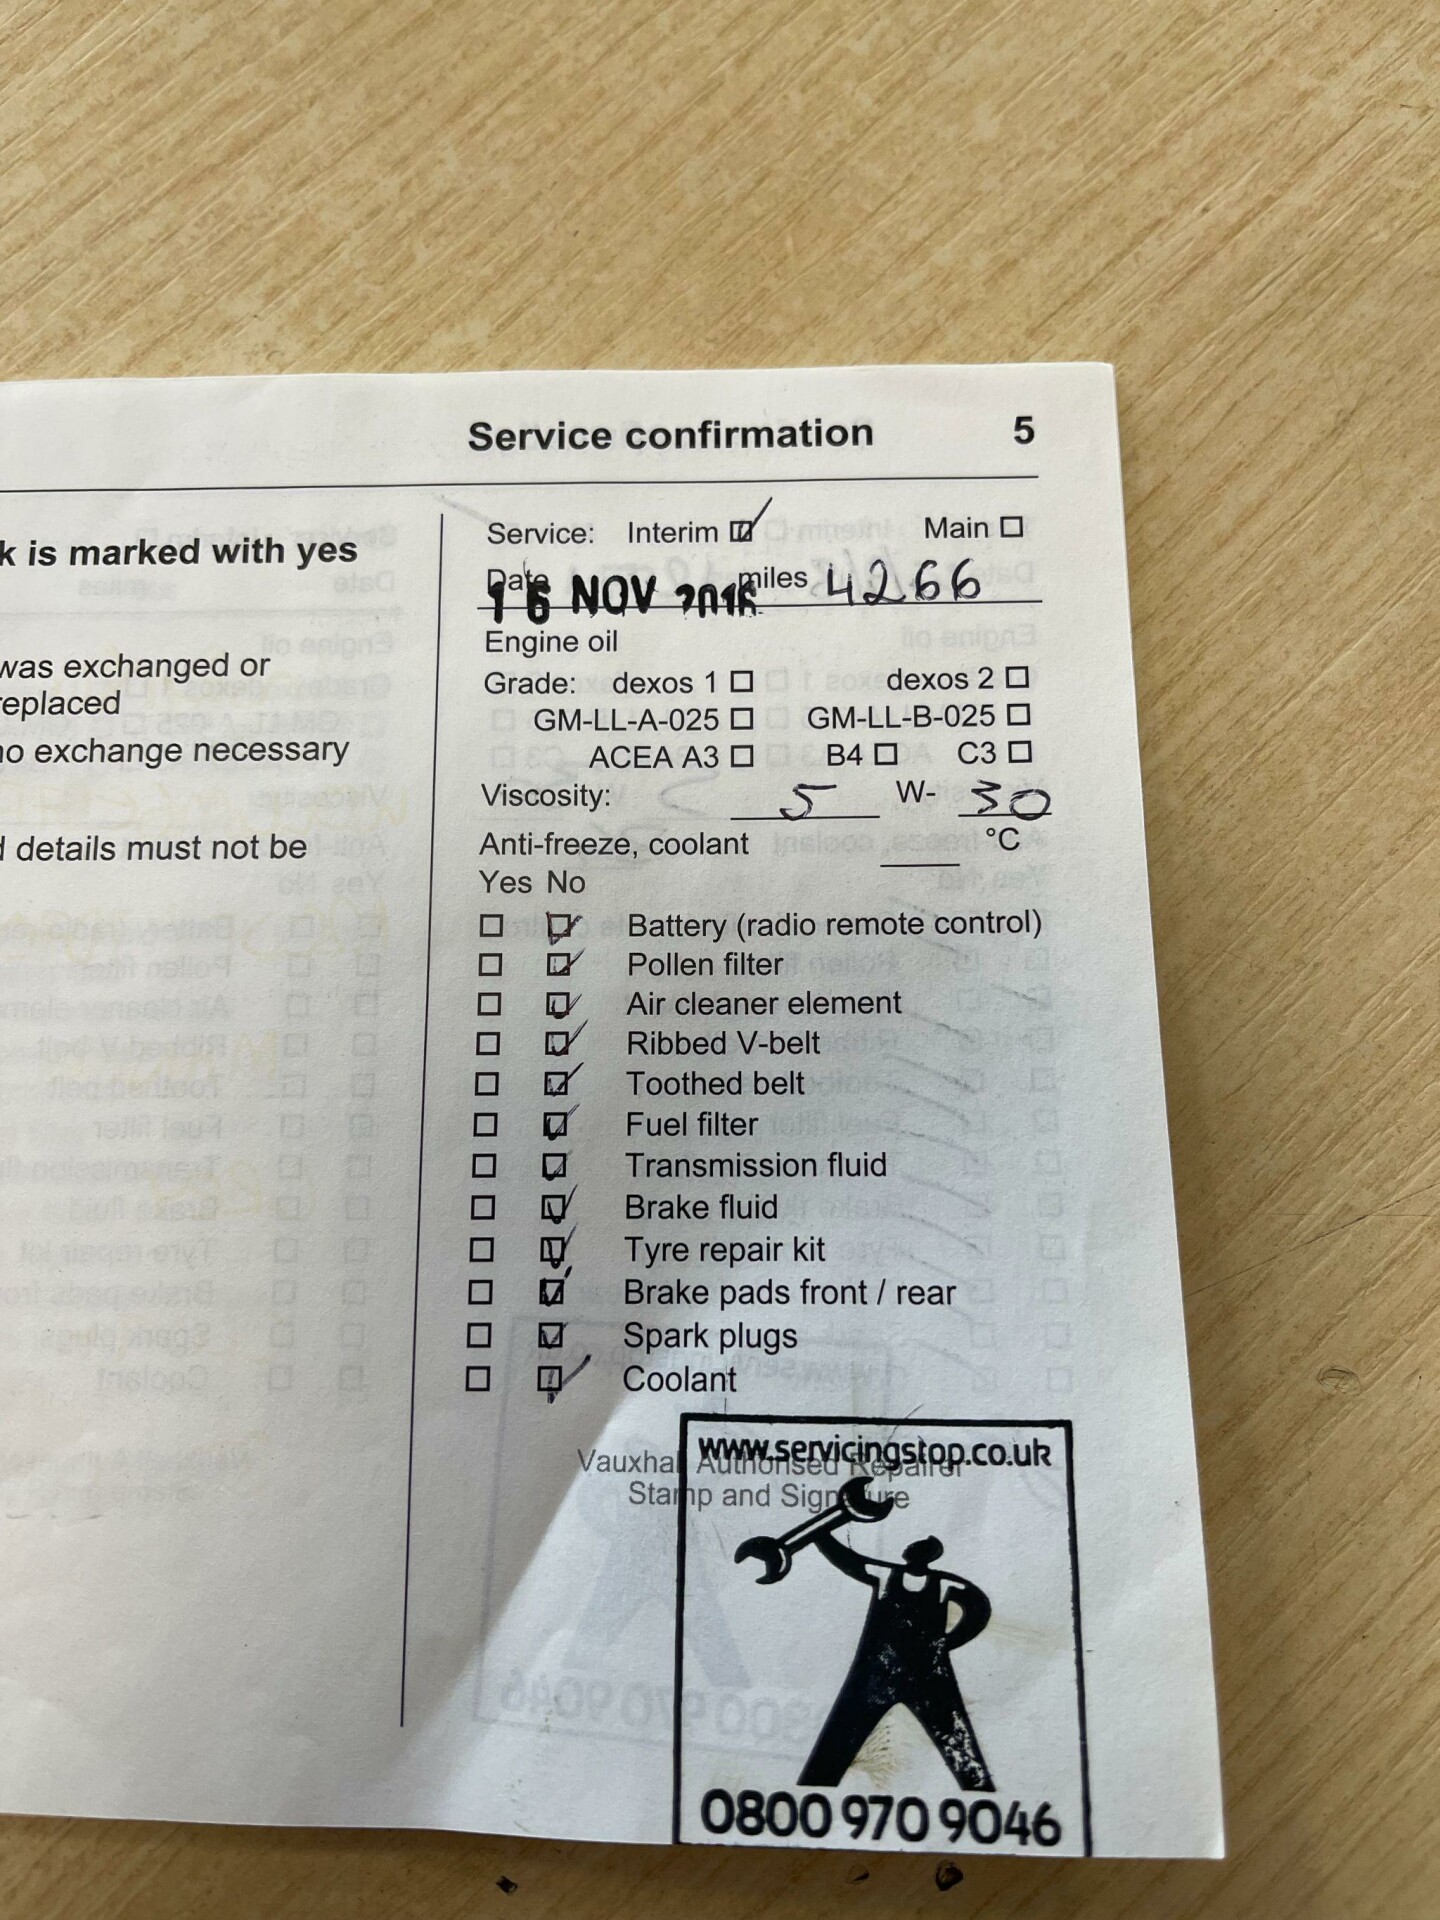 Service confirmation 5
k is marked with yes
was exchanged or
replaced
no exchange necessary
d details must not be
Service: Interim Main
Date 16 NOV 2016 miles 4266
Engine oil
Grade: dexos 1 dexos 2
GM-LL-A-025 GM-LL-B-025
ACEA A3 B4 C3
Viscosity: 5 W- 30
Anti-freeze, coolant °C
Yes No
Battery (radio remote control)
Pollen filter
Air cleaner element
Ribbed V-belt
Toothed belt
Fuel filter
Transmission fluid
Brake fluid
Tyre repair kit
Brake pads front / rear
Spark plugs
Coolant
www.servicingstop.co.uk
Vauxhall Authorised Repairer
Stamp and Signature
0800 970 9046